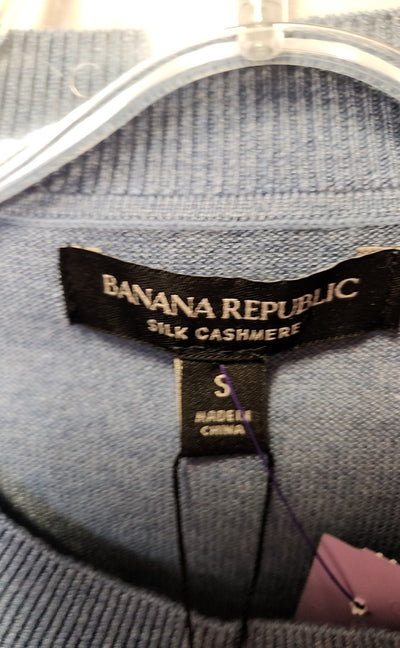 BANANA REPUBLIC
SILK CASHMERE
S
MADE IN
CHINA